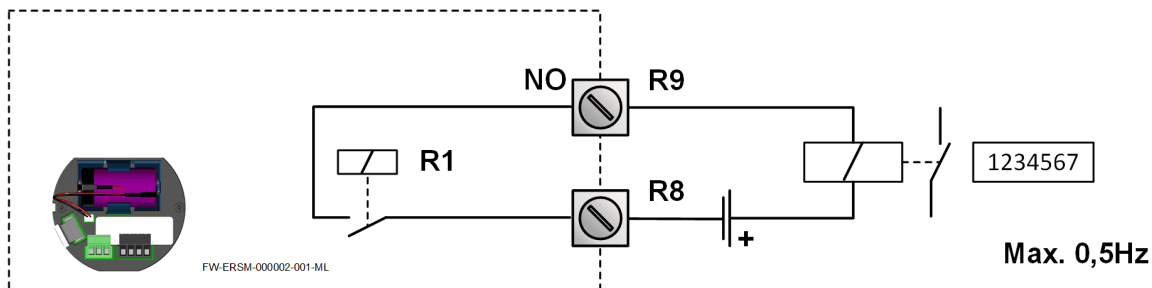 NO R9
R1
1234567
R8
+
Max. 0,5Hz
FW-ERSM-000002-001-ML